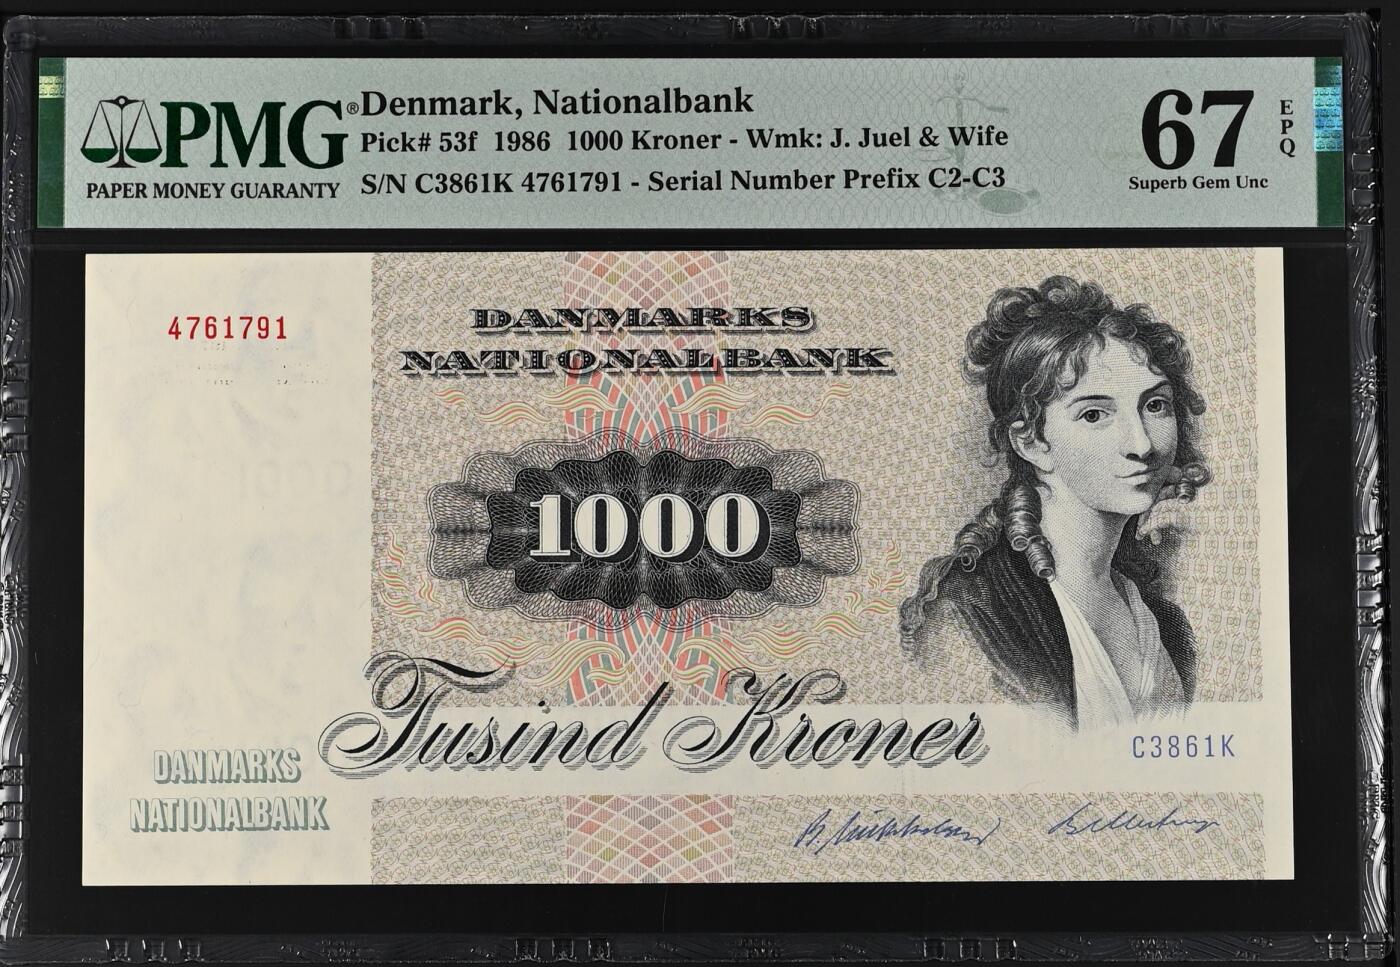 PMG®
PAPER MONEY GUARANTY
Denmark, Nationalbank
Pick# 53f 1986 1000 Kroner - Wmk: J. Juel & Wife
S/N C3861K 4761791 - Serial Number Prefix C2-C3
67
EPQ
Superb Gem Unc
4761791
DANMARKS
NATIONALBANK
1000
Tusind Kroner
C3861K
DANMARKS
NATIONALBANK